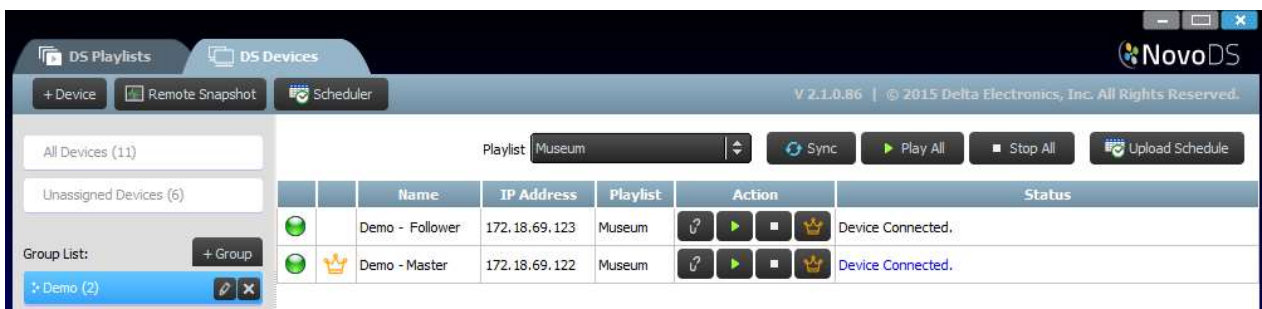 DS Playlists DS Devices NovoDS
+ Device Remote Snapshot Scheduler V 2.1.0.86 | © 2015 Delta Electronics, Inc. All Rights Reserved.
All Devices (11) Playlist Museum Sync Play All Stop All Upload Schedule
Unassigned Devices (6) Name IP Address Playlist Action Status
Demo - Follower 172.18.69.123 Museum Device Connected.
Group List: + Group Demo - Master 172.18.69.122 Museum Device Connected.
Demo (2)